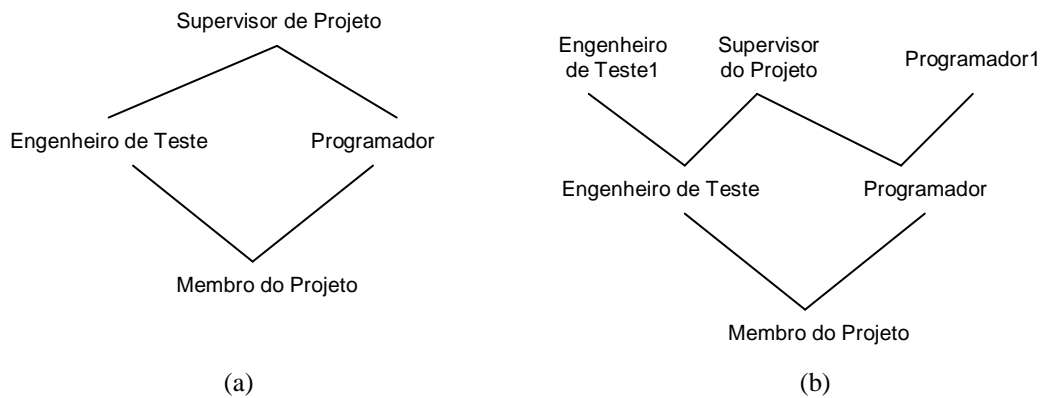 Supervisor de Projeto
Engenheiro de Teste
Programador
Membro do Projeto
(a)
Engenheiro
de Teste1
Supervisor
do Projeto
Programador1
Engenheiro de Teste
Programador
Membro do Projeto
(b)